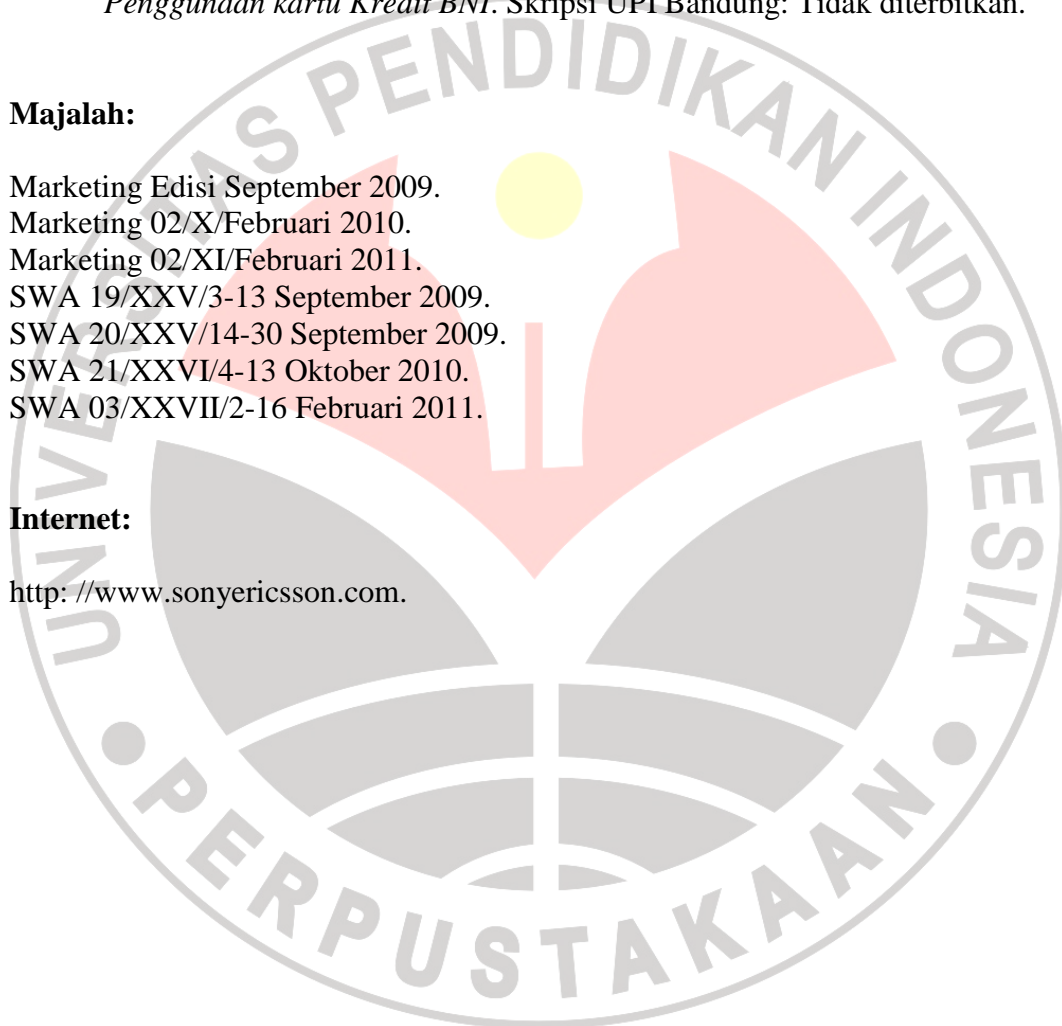 Penggunaan kartu Kredit BNI. Skripsi UPI Bandung: Tidak diterbitkan.
Majalah:
Marketing Edisi September 2009.
Marketing 02/X/Februari 2010.
Marketing 02/XI/Februari 2011.
SWA 19/XXV/3-13 September 2009.
SWA 20/XXV/14-30 September 2009.
SWA 21/XXVI/4-13 Oktober 2010.
SWA 03/XXVII/2-16 Februari 2011.
Internet:
http: //www.sonyericsson.com.
UNIVERSITAS PENDIDIKAN INDONESIA
PERPUSTAKAAN